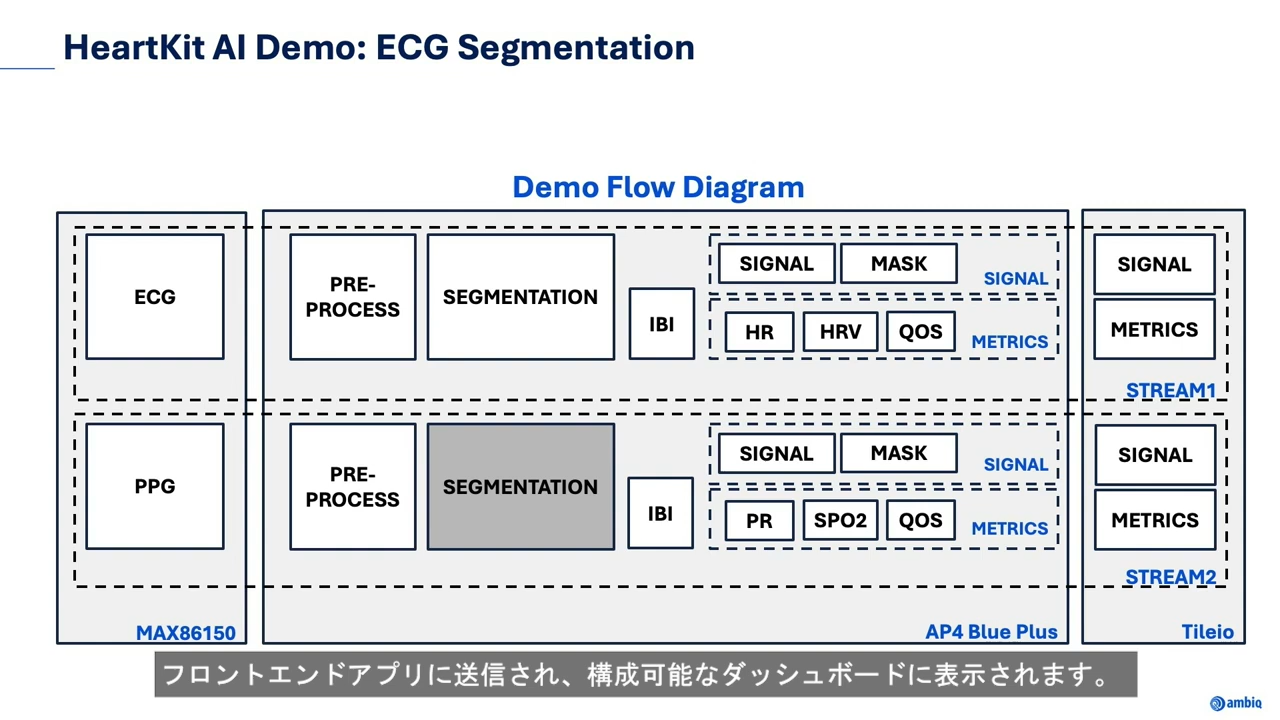 HeartKit AI Demo: ECG Segmentation
Demo Flow Diagram
ECG
PRE-
PROCESS
SEGMENTATION
IBI
SIGNAL
MASK
SIGNAL
HR
HRV
QOS
METRICS
SIGNAL
METRICS
STREAM1
PPG
PRE-
PROCESS
SEGMENTATION
IBI
SIGNAL
MASK
SIGNAL
PR
SPO2
QOS
METRICS
SIGNAL
METRICS
STREAM2
MAX86150
AP4 Blue Plus
Tileio
フロントエンドアプリに送信され、構成可能なダッシュボードに表示されます。
ambiq